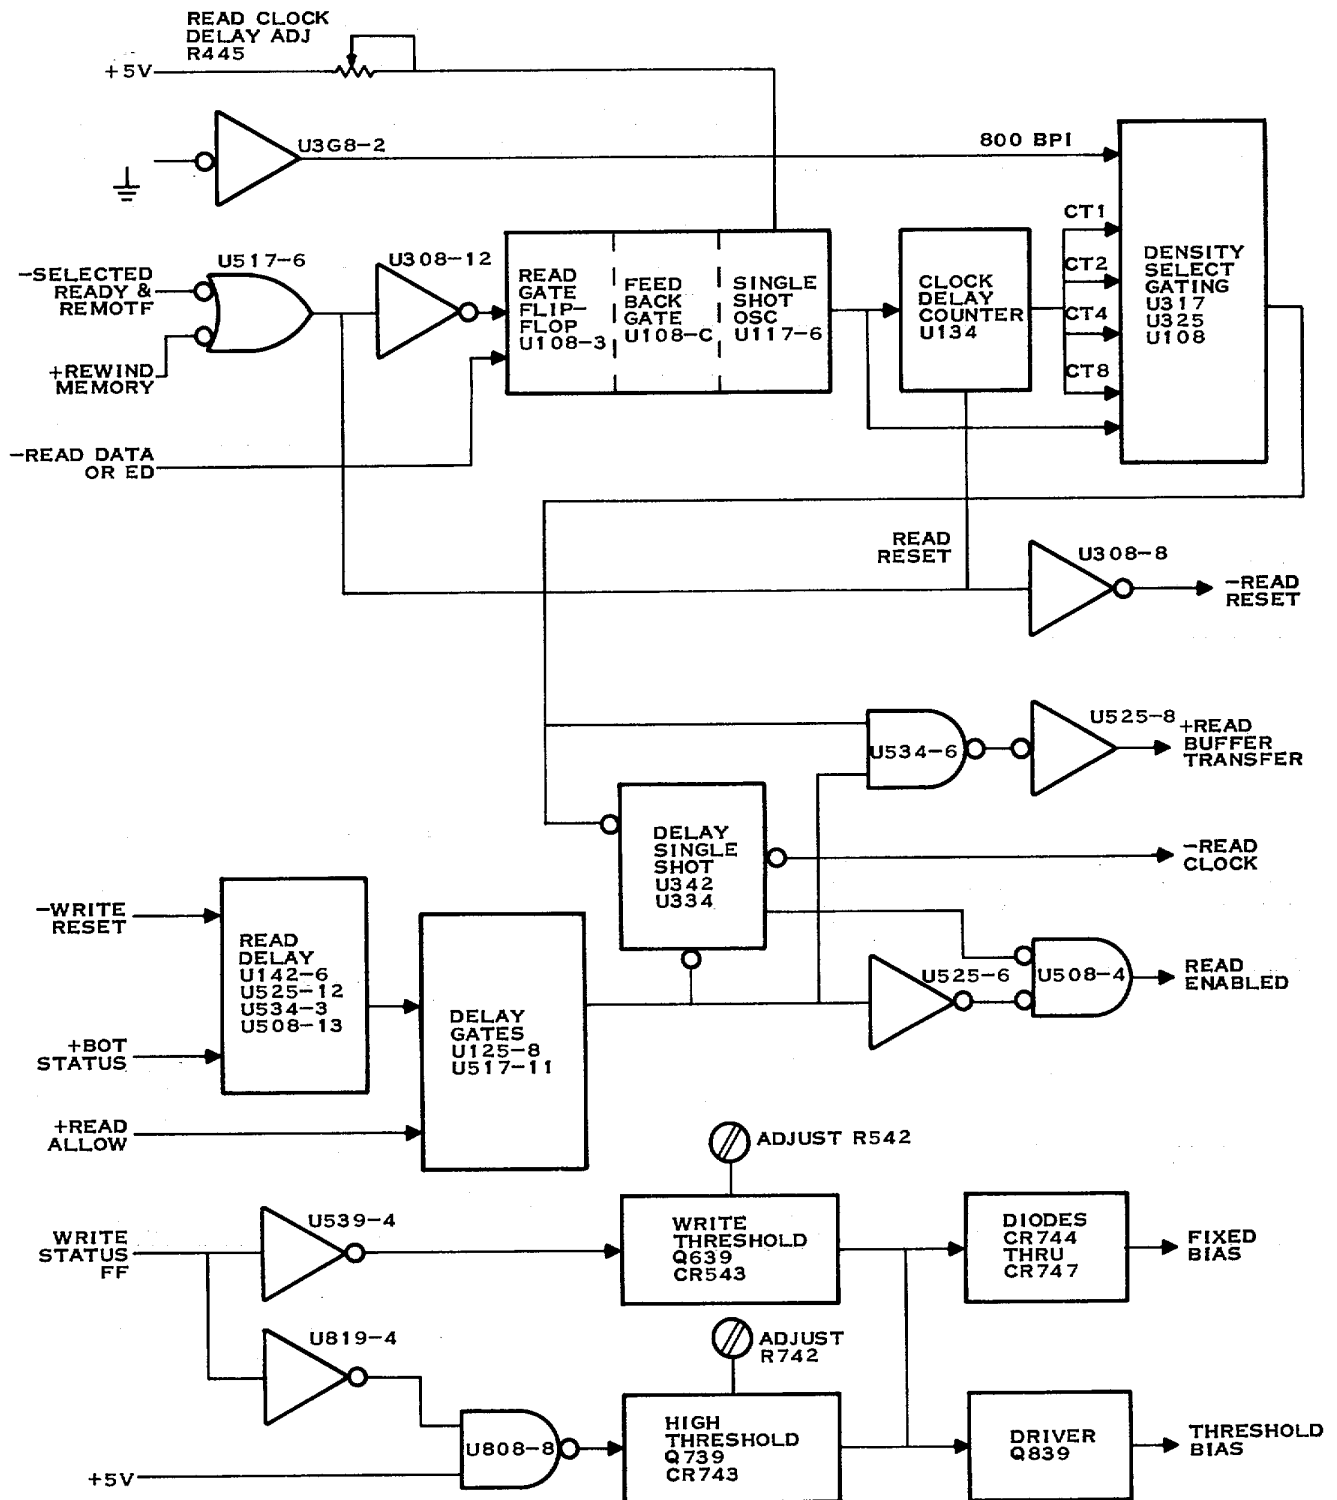 READ CLOCK
DELAY ADJ
R445
+5V
U3G8-2
800 BPI
U517-6
-SELECTED
READY &
REMOTF
+REWIND
MEMORY
U308-12
READ
GATE
FLIP-
FLOP
U108-3
FEED
BACK
GATE
U108-C
SINGLE
SHOT
OSC
U117-6
CLOCK
DELAY
COUNTER
U134
CT1
CT2
CT4
CT8
DENSITY
SELECT
GATING
U317
U325
U108
-READ DATA
OR ED
READ
RESET
U308-8
-READ
RESET
U534-6
U525-8
+READ
BUFFER
TRANSFER
DELAY
SINGLE
SHOT
U342
U334
-READ
CLOCK
-WRITE
RESET
READ
DELAY
U142-6
U525-12
U534-3
U508-13
+BOT
STATUS
DELAY
GATES
U125-8
U517-11
+READ
ALLOW
U525-6
U508-4
READ
ENABLED
ADJUST R542
WRITE
STATUS
FF
U539-4
WRITE
THRESHOLD
Q639
CR543
DIODES
CR744
THRU
CR747
FIXED
BIAS
U819-4
ADJUST
R742
U808-8
+5V
HIGH
THRESHOLD
Q739
CR743
DRIVER
Q839
THRESHOLD
BIAS